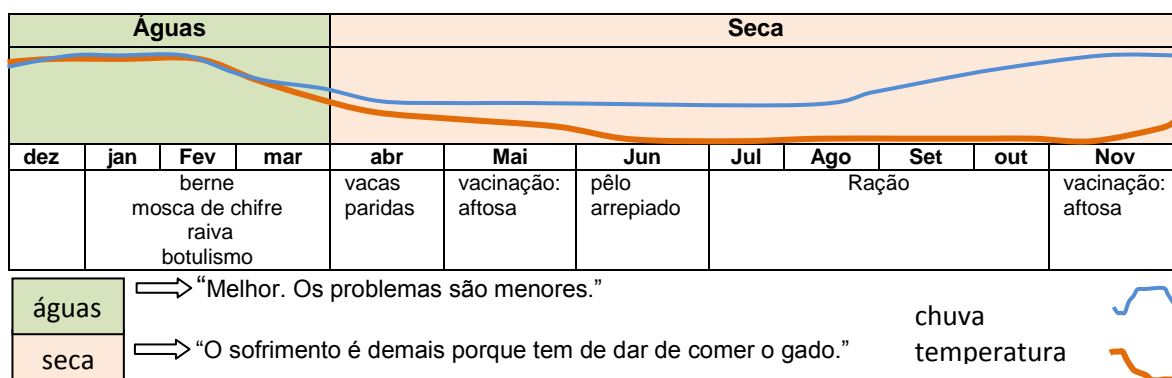 Águas Seca
dez jan Fev mar abr Mai Jun Jul Ago Set out Nov
berne vacas vacinação: pêlo Ração vacinação:
mosca de chifre paridas aftosa arrepiado aftosa
raiva
botulismo
águas “Melhor. Os problemas são menores.”
chuva
seca “O sofrimento é demais porque tem de dar de comer o gado.” temperatura